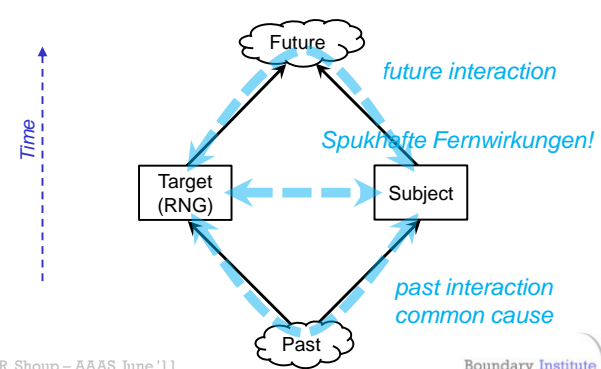 Future
future interaction
Spukhafte Fernwirkungen!
Time
Target
(RNG)
Subject
past interaction
common cause
Past
R. Shoup – AAAS June '11
Boundary Institute